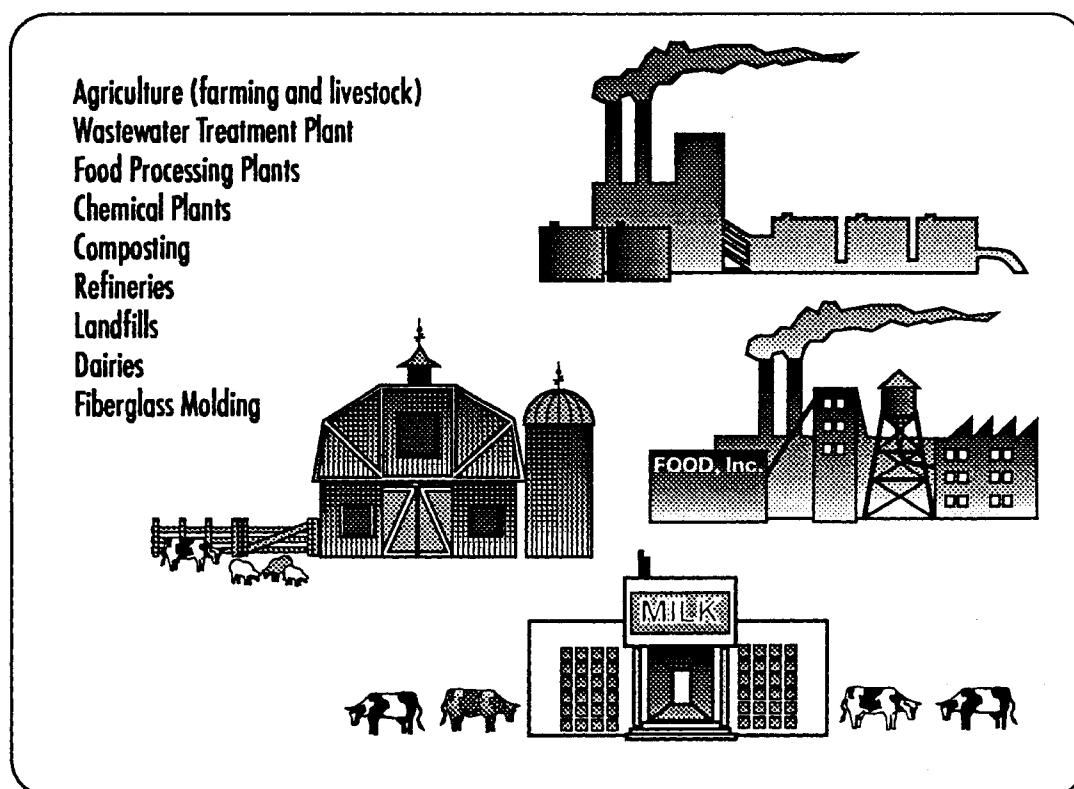 Agriculture (farming and livestock)
Wastewater Treatment Plant
Food Processing Plants
Chemical Plants
Composting
Refineries
Landfills
Dairies
Fiberglass Molding
FOOD, Inc.
MILK